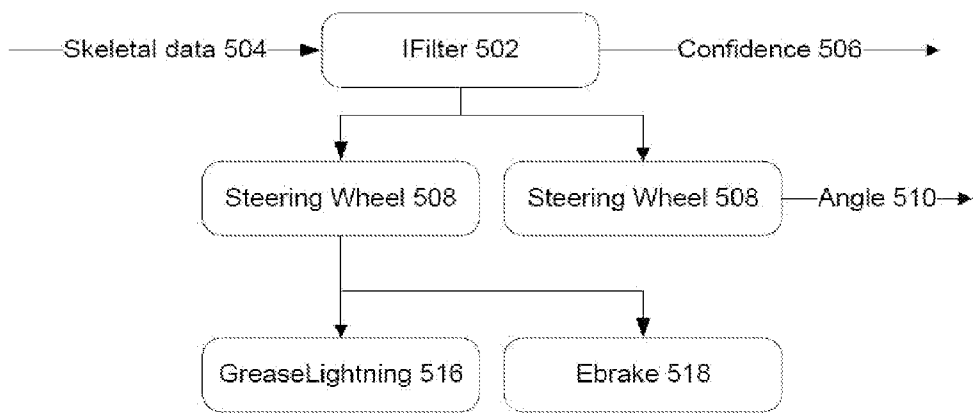 Skeletal data 504
IFilter 502
Confidence 506
Steering Wheel 508
Steering Wheel 508
Angle 510
GreaseLightning 516
Ebrake 518